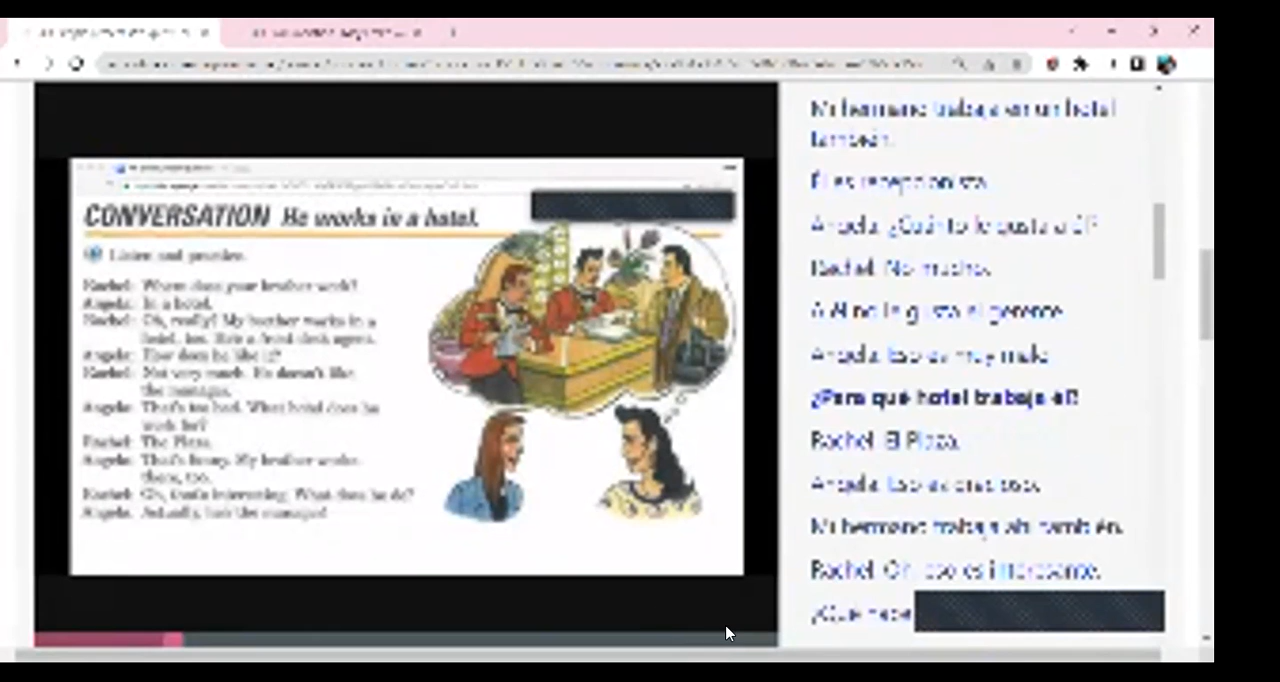 CONVERSATION He works in a hotel.
Listen and practice.
Rachel: Where does your brother work?
Angela: In a hotel.
Rachel: Oh, really? My brother works in a
hotel, too. He's a front desk agent.
Angela: How does he like it?
Rachel: Not very much. He doesn't like
the manager.
Angela: That's too bad. What hotel does he
work for?
Rachel: The Plaza.
Angela: That's funny. My brother works
there, too.
Rachel: Oh, that's interesting. What does he do?
Angela: Actually, he's the manager!
Mi hermano trabaja en un hotel
también.
Él es recepcionista.
Angela: ¿Cuánto le gusta a él?
Rachel: No mucho.
A él no le gusta el gerente.
Angela: Eso es muy malo.
¿Para qué hotel trabaja él?
Rachel: El Plaza.
Angela: Eso es gracioso.
Mi hermano trabaja ahí también.
Rachel: Oh, eso es interesante.
¿Qué hace